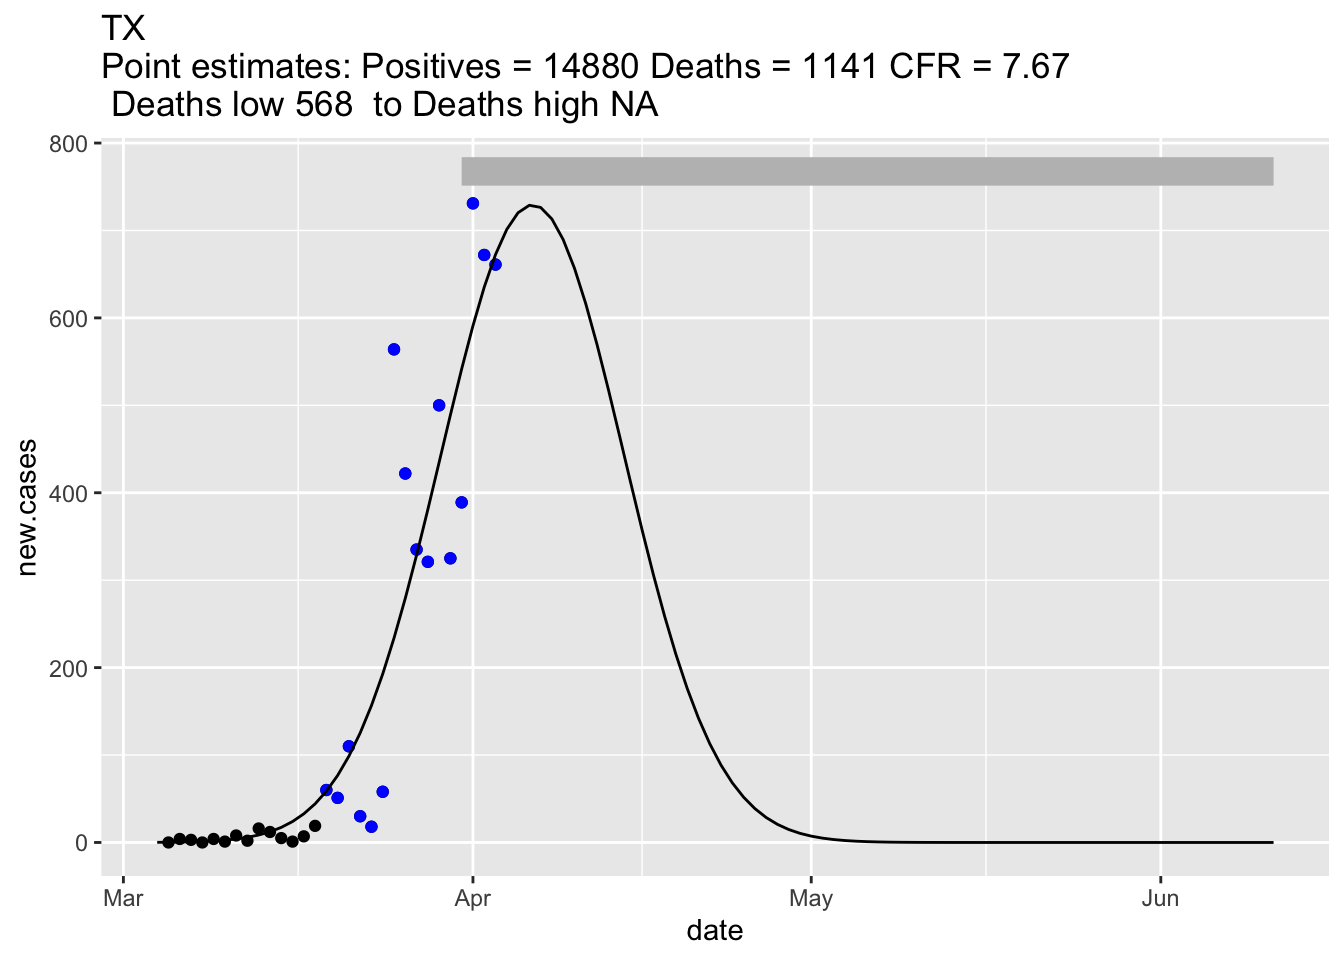 TX
Point estimates: Positives = 14880 Deaths = 1141 CFR = 7.67
Deaths low 568  to Deaths high NA
800
600
400
200
0
new.cases
Mar
Apr
May
Jun
date